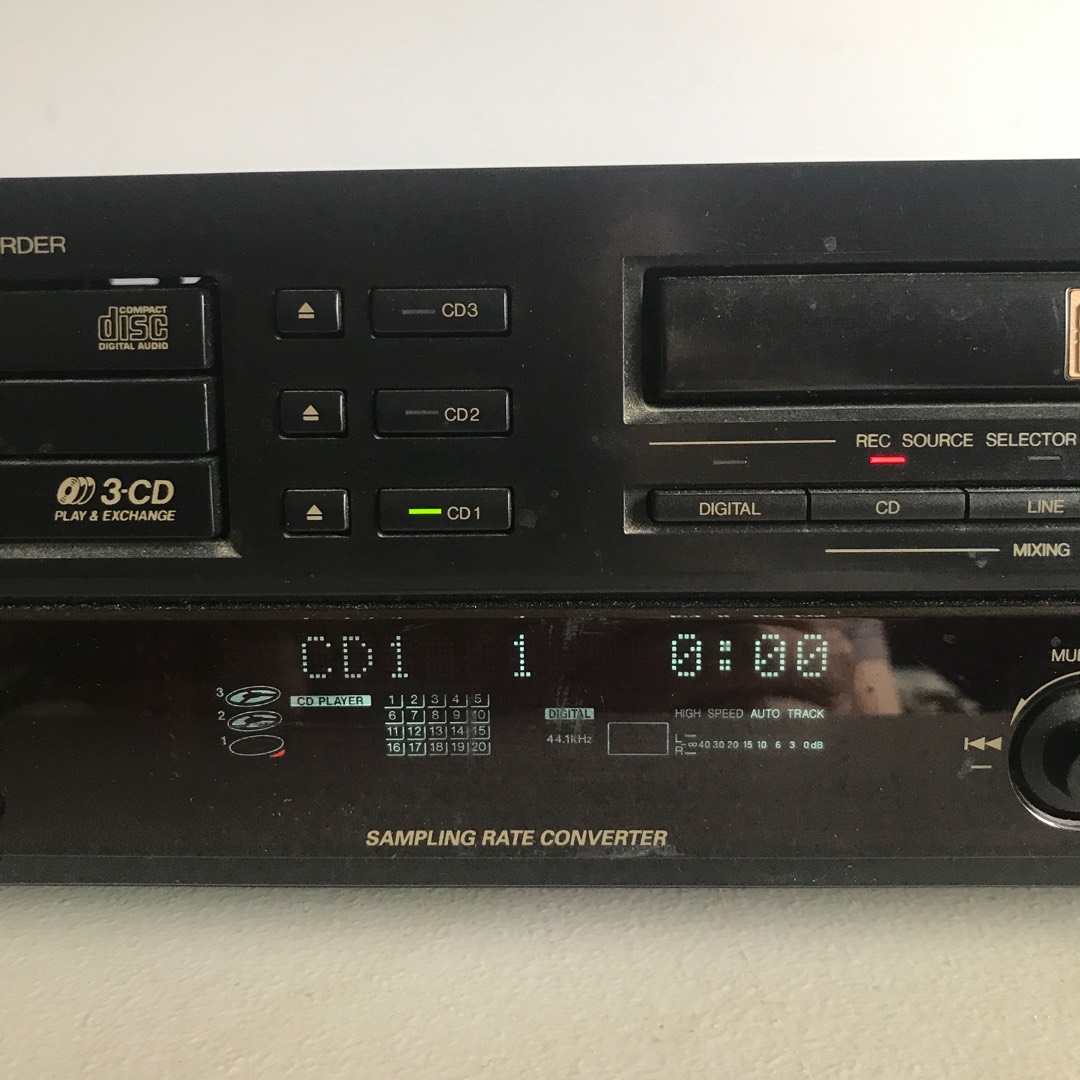 RDER
COMPACT
disc
DIGITAL AUDIO
CD3
CD2
3-CD
PLAY & EXCHANGE
CD1
REC SOURCE SELECTOR
DIGITAL
CD
LINE
MIXING
CD1 1 0:00
3
CD PLAYER
1 2 3 4 5
2
6 7 8 9 10
1
11 12 13 14 15
16 17 18 19 20
DIGITAL
44.1kHz
HIGH SPEED AUTO TRACK
L
R
∞ 40 30 20 15 10 6 3 0dB
MUL
SAMPLING RATE CONVERTER